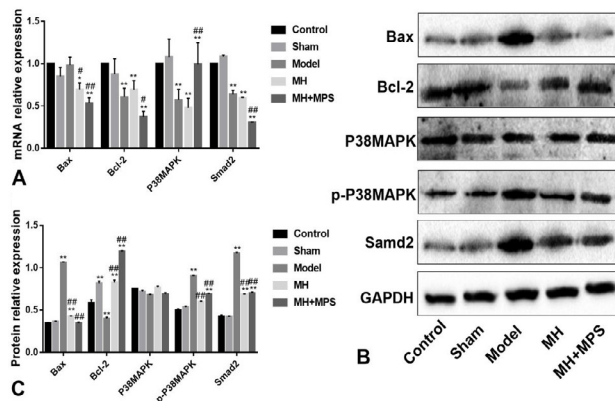 mRNA relative expression
1.5
1.0
0.5
0.0
Control
Sham
Model
MH
MH+MPS
#
*
##
**
**
**
#
**
**
**
##
**
**
**
##
**
Bax
Bcl-2
P38MAPK
Smad2
A
Protein relative expression
1.5
1.0
0.5
0.0
Control
Sham
Model
MH
MH+MPS
**
##
**
##
**
**
##
**
##
**
**
##
**
##
**
**
##
**
##
**
Bax
Bcl-2
P38MAPK
p-P38MAPK
Smad2
C
Bax
Bcl-2
P38MAPK
p-P38MAPK
Samd2
GAPDH
Control
Sham
Model
MH
MH+MPS
B